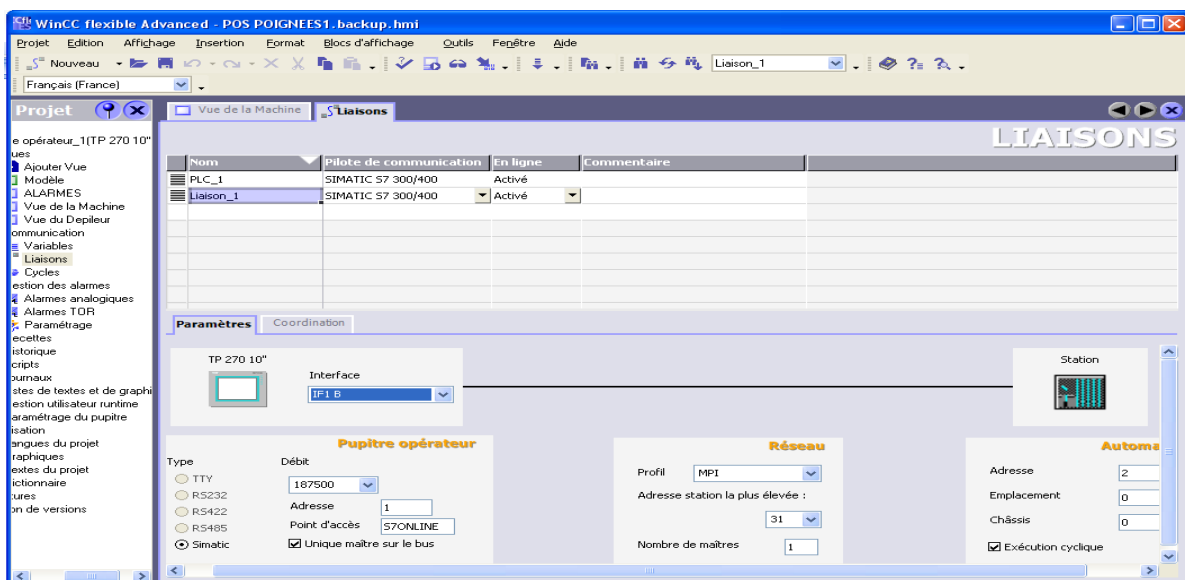 WinCC flexible Advanced - POS POIGNEES1.backup.hmi
Projet Edition Affichage Insertion Format Blocs d'affichage Outils Fenêtre Aide
Nouveau Liaison_1
Français (France)
Projet
Vue de la Machine Liaisons
LIAISONS
e opérateur_1(TP 270 10"
ues
Ajouter Vue
Modèle
ALARMES
Vue de la Machine
Vue du Depileur
ommunication
Variables
Liaisons
Cycles
estion des alarmes
Alarmes analogiques
Alarmes TOR
Paramétrage
ecettes
istorique
cripts
ournaux
stes de textes et de graphi
estion utilisateur runtime
aramétrage du pupitre
isation
angues du projet
raphiques
extes du projet
ictionnaire
tures
on de versions
Nom Pilote de communication En ligne Commentaire
PLC_1 SIMATIC S7 300/400 Activé
Liaison_1 SIMATIC S7 300/400 Activé
Paramètres Coordination
TP 270 10"
Interface
IF1 B
Station
Pupitre opérateur
Type
TTY
RS232
RS422
RS485
Simatic
Débit
187500
Adresse 1
Point d'accès S7ONLINE
Unique maître sur le bus
Réseau
Profil MPI
Adresse station la plus élevée :
31
Nombre de maîtres 1
Automa
Adresse 2
Emplacement 0
Châssis 0
Exécution cyclique